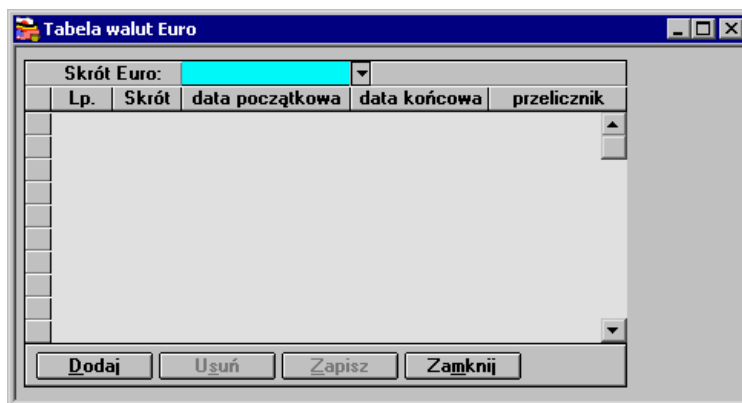 Tabela walut Euro
Skrót Euro:
Lp. Skrót data początkowa data końcowa przelicznik
Dodaj Usuń Zapisz Zamknij